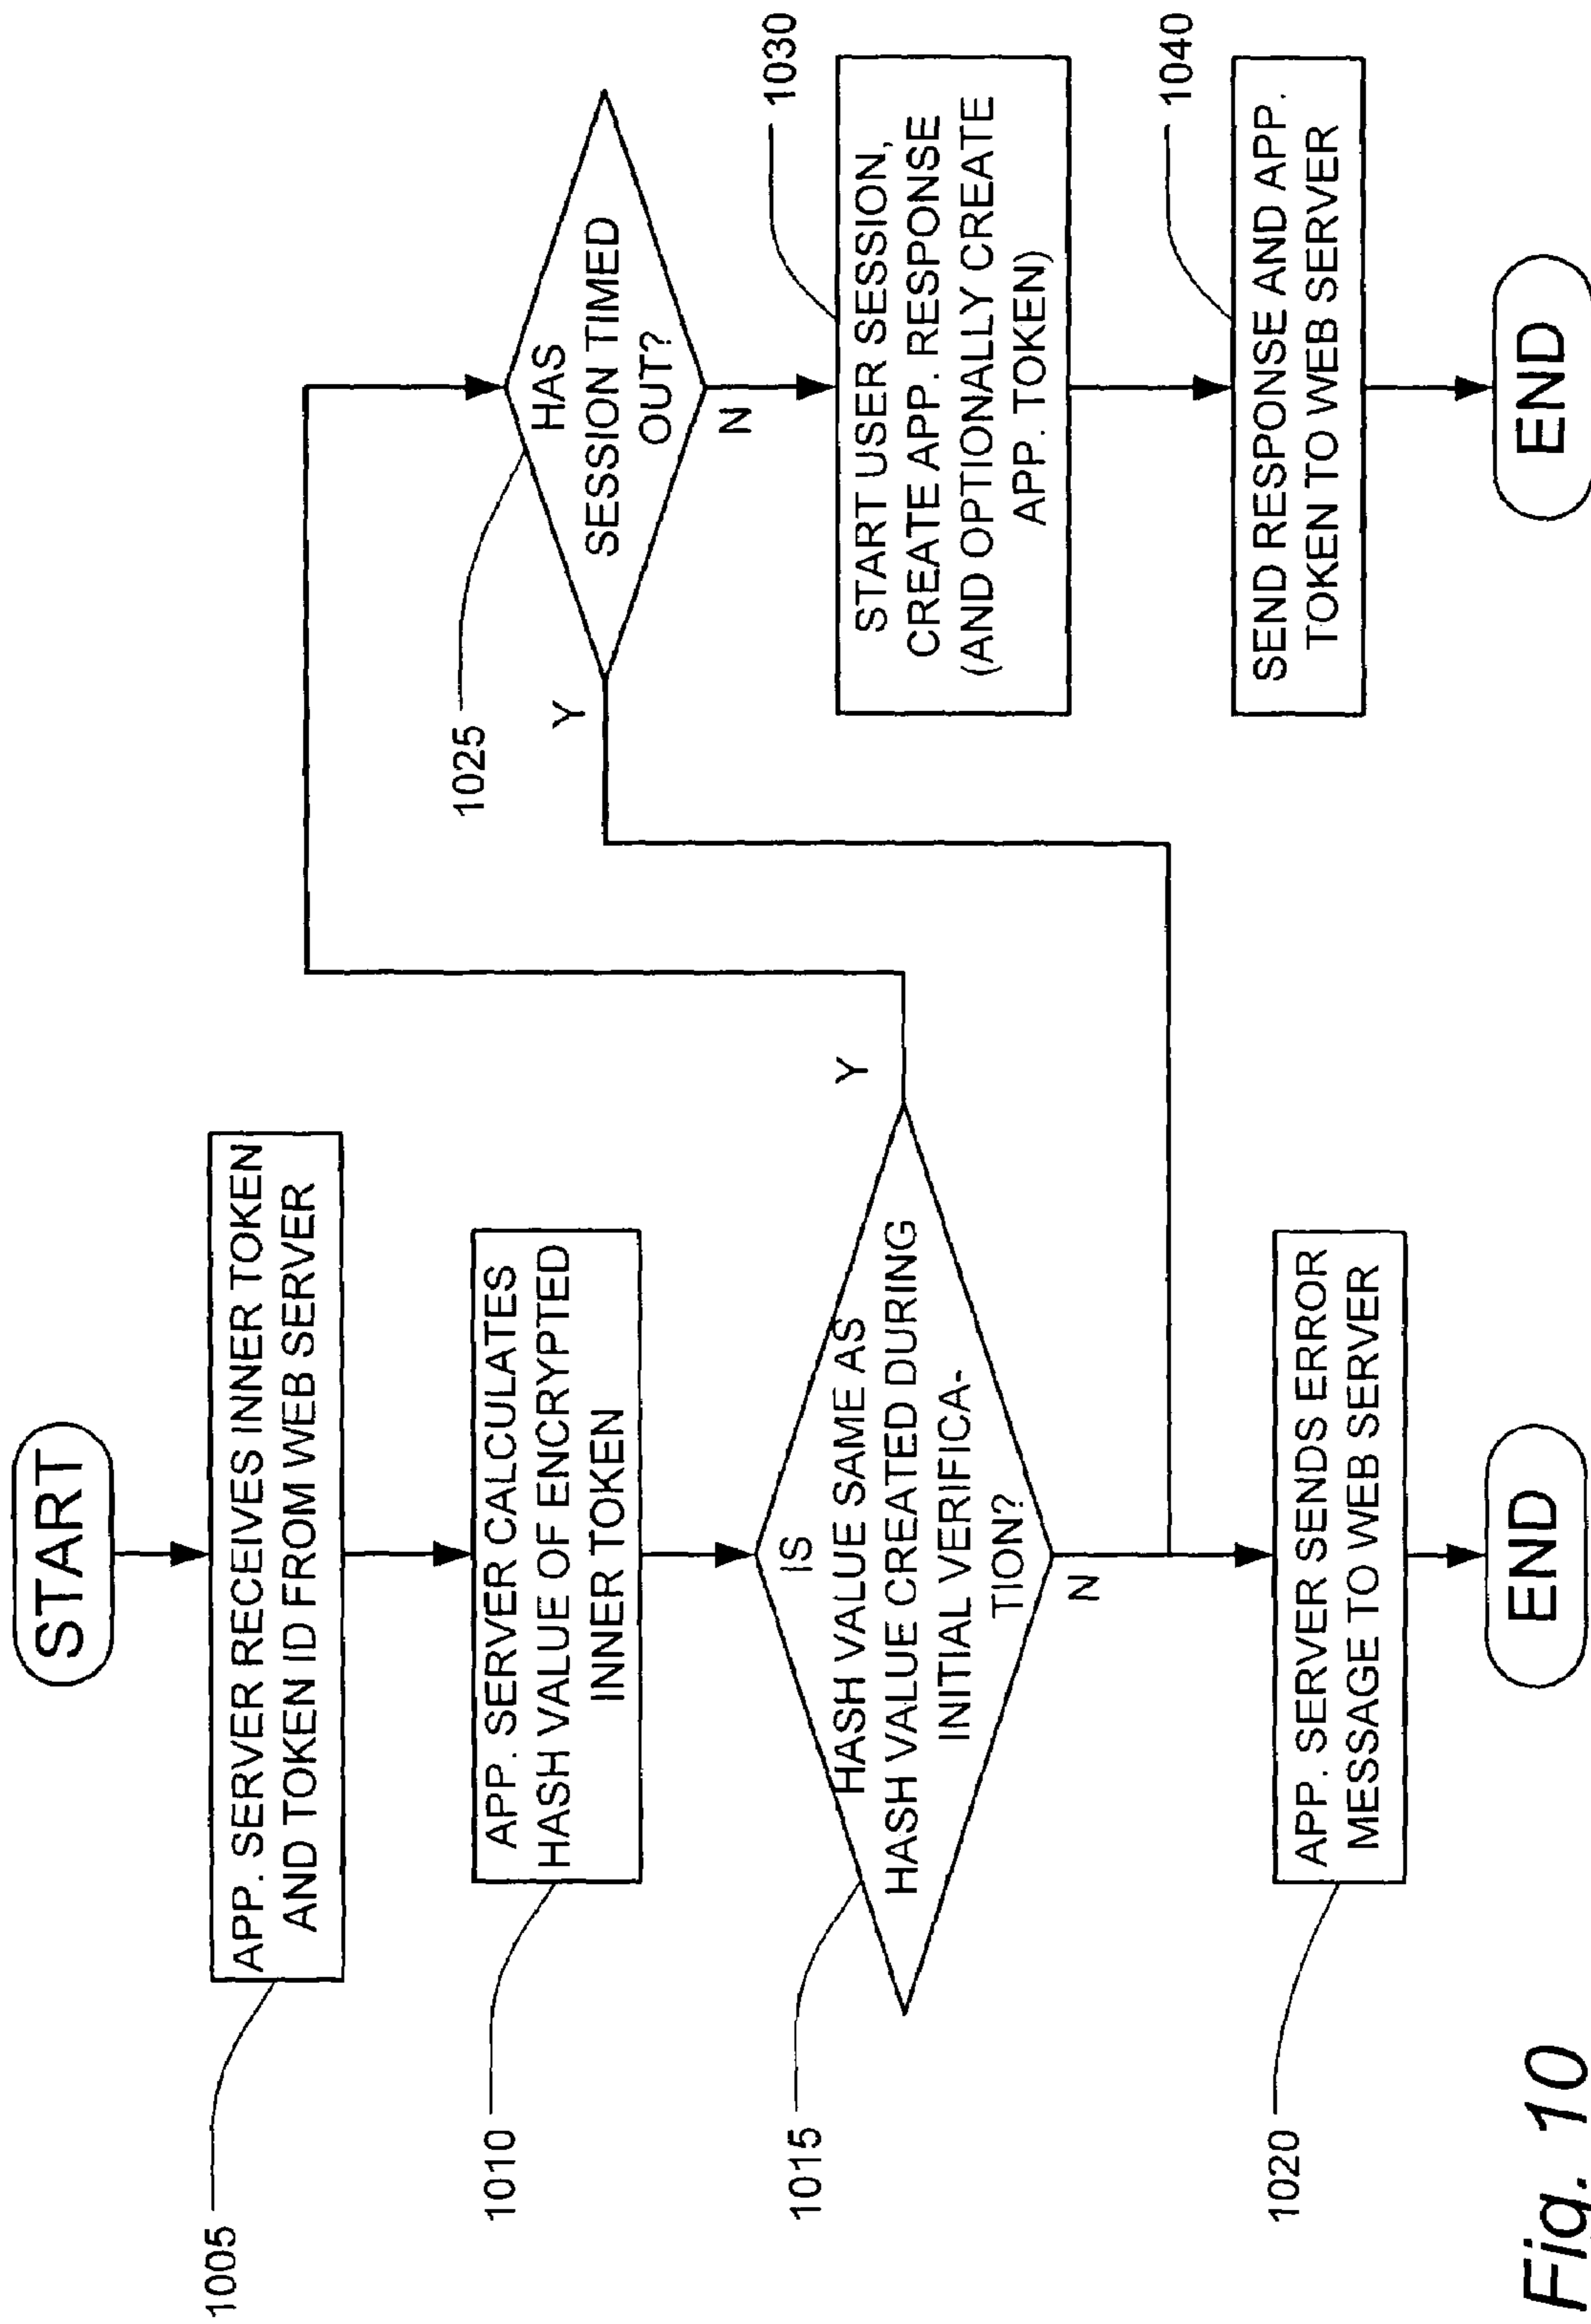 START
1005
APP. SERVER RECEIVES INNER TOKEN
AND TOKEN ID FROM WEB SERVER
1010
APP. SERVER CALCULATES
HASH VALUE OF ENCRYPTED
INNER TOKEN
1015
IS
HASH VALUE SAME AS
HASH VALUE CREATED DURING
INITIAL VERIFICA-
TION?
Y
N
1020
APP. SERVER SENDS ERROR
MESSAGE TO WEB SERVER
END
1025
HAS
SESSION TIMED
OUT?
Y
N
1030
START USER SESSION,
CREATE APP. RESPONSE
(AND OPTIONALLY CREATE
APP. TOKEN)
1040
SEND RESPONSE AND APP.
TOKEN TO WEB SERVER
END
Fig. 10